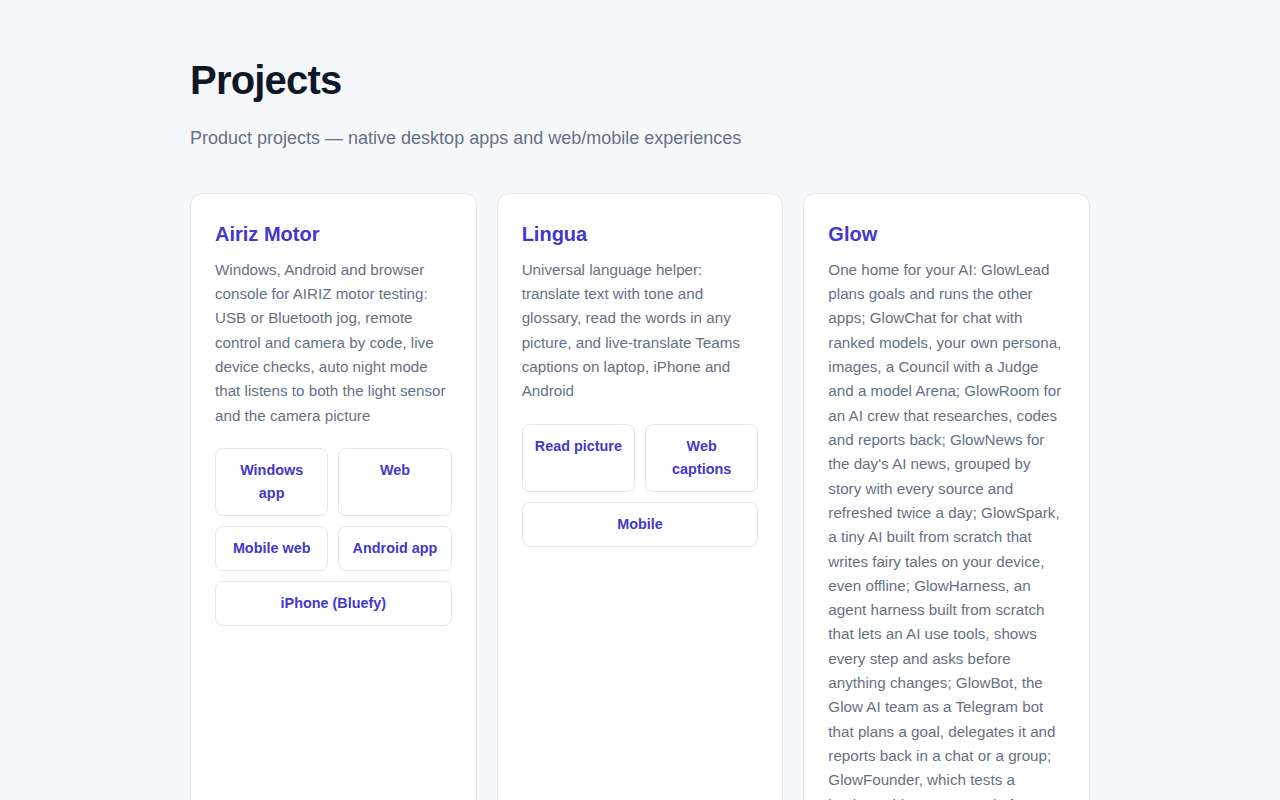 Projects
Product projects — native desktop apps and web/mobile experiences
Airiz Motor
Windows, Android and browser
console for AIRIZ motor testing:
USB or Bluetooth jog, remote
control and camera by code, live
device checks, auto night mode
that listens to both the light sensor
and the camera picture
Windows
app
Web
Mobile web
Android app
iPhone (Bluefy)
Lingua
Universal language helper:
translate text with tone and
glossary, read the words in any
picture, and live-translate Teams
captions on laptop, iPhone and
Android
Read picture
Web
captions
Mobile
Glow
One home for your AI: GlowLead
plans goals and runs the other
apps; GlowChat for chat with
ranked models, your own persona,
images, a Council with a Judge
and a model Arena; GlowRoom for
an AI crew that researches, codes
and reports back; GlowNews for
the day's AI news, grouped by
story with every source and
refreshed twice a day; GlowSpark,
a tiny AI built from scratch that
writes fairy tales on your device,
even offline; GlowHarness, an
agent harness built from scratch
that lets an AI use tools, shows
every step and asks before
anything changes; GlowBot, the
Glow AI team as a Telegram bot
that plans a goal, delegates it and
reports back in a chat or a group;
GlowFounder, which tests a